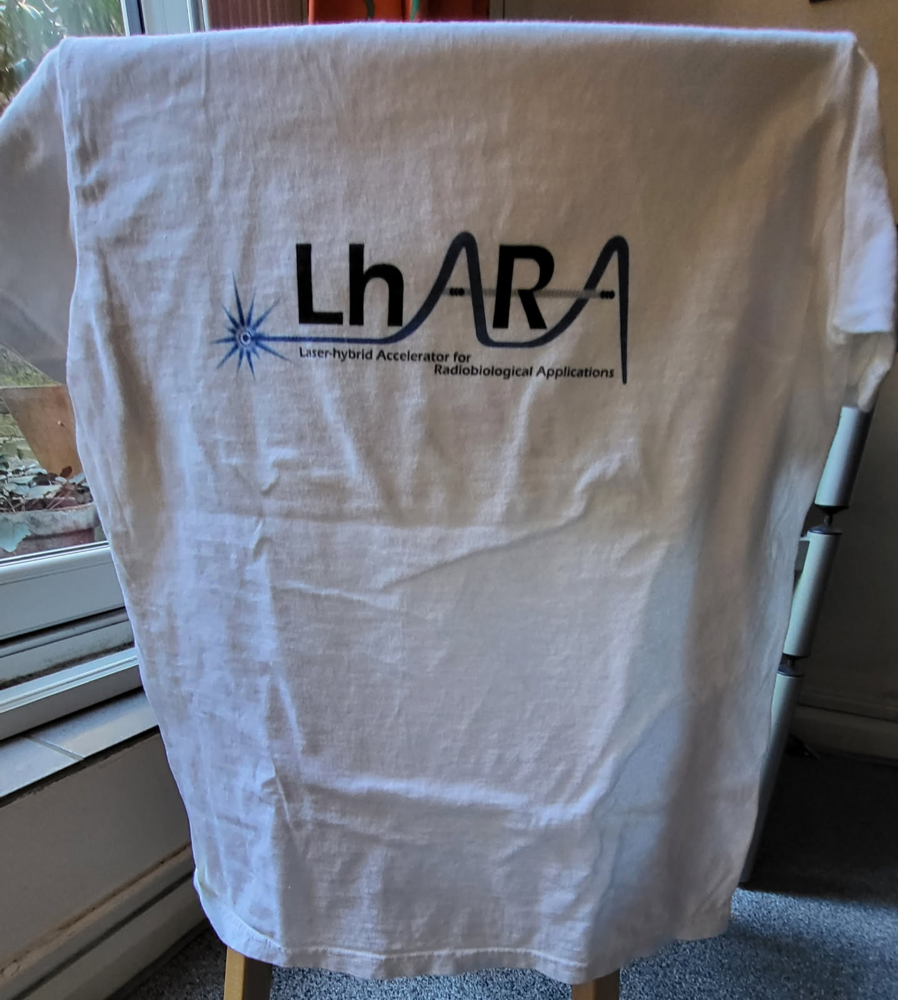 LhARA
Laser-hybrid Accelerator for
Radiobiological Applications